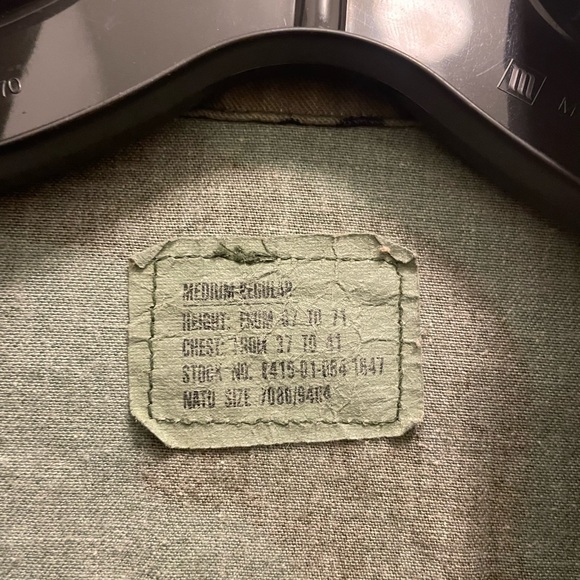 70
MEDIUM-REGULAR
HEIGHT: FROM 67 TO 71
CHEST: FROM 37 TO 41
STOCK NO. 8415-01-084-1647
NATO SIZE 7080/9404